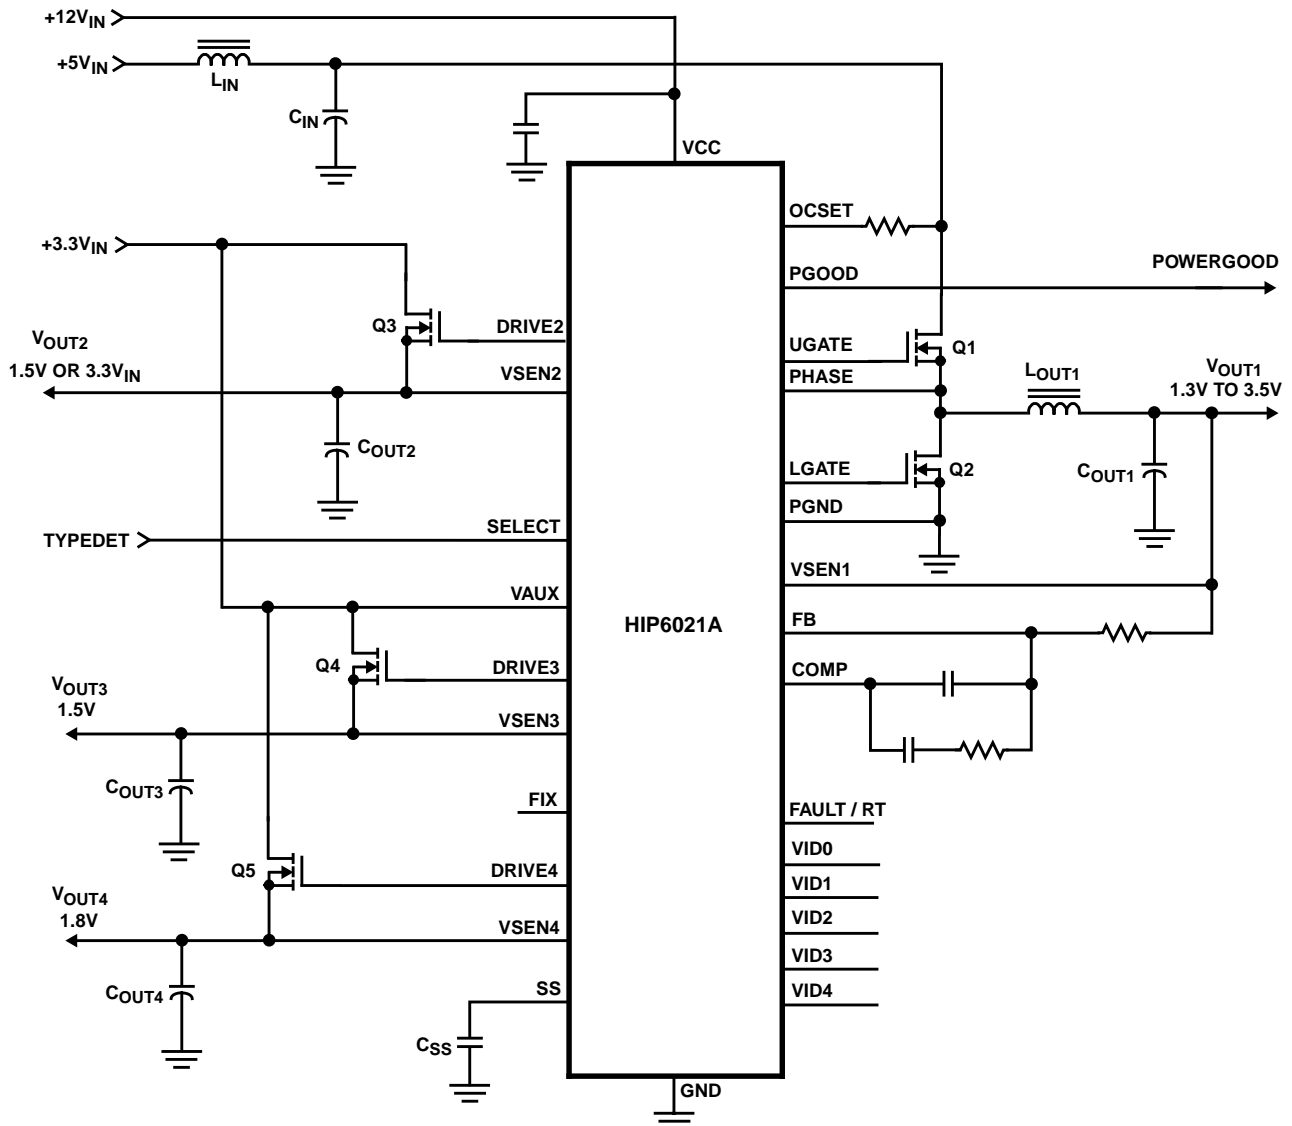 +12VIN
+5VIN
LIN
CIN
VCC
OCSET
+3.3VIN
PGOOD
POWERGOOD
Q3
DRIVE2
VOUT2
1.5V OR 3.3VIN
VSEN2
UGATE
Q1
PHASE
LOUT1
VOUT1
1.3V TO 3.5V
COUT2
LGATE
Q2
COUT1
PGND
TYPEDET
SELECT
VSEN1
VAUX
HIP6021A
FB
Q4
DRIVE3
COMP
VOUT3
1.5V
VSEN3
COUT3
FIX
FAULT / RT
VID0
Q5
DRIVE4
VID1
VOUT4
1.8V
VSEN4
VID2
VID3
COUT4
SS
VID4
CSS
GND